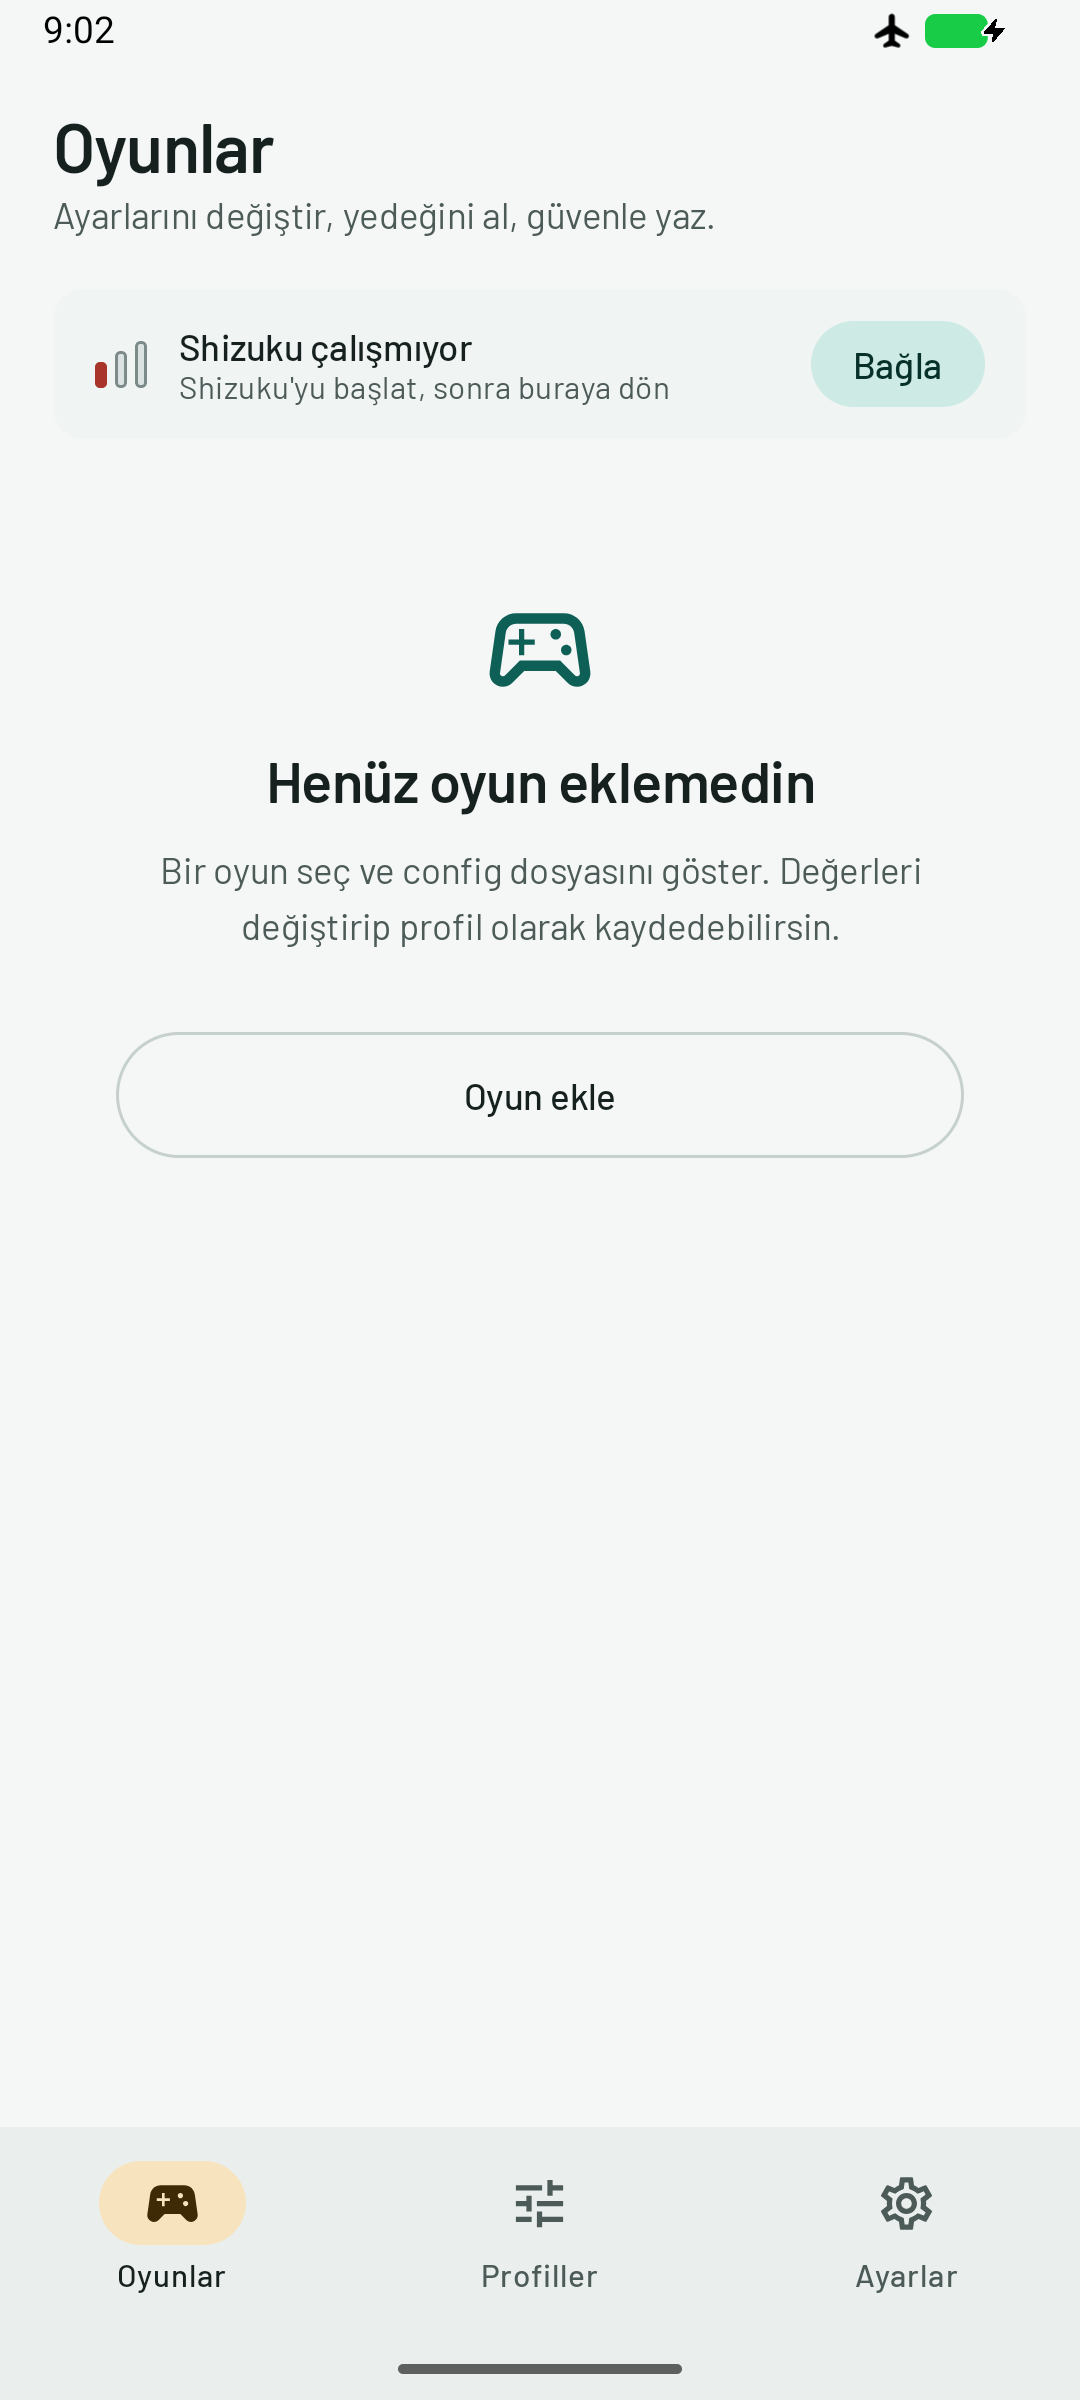 9:02
Oyunlar
Ayarlarını değiştir, yedeğini al, güvenle yaz.
Shizuku çalışmıyor
Shizuku'yu başlat, sonra buraya dön
Bağla
Henüz oyun eklemedin
Bir oyun seç ve config dosyasını göster. Değerleri
değiştirip profil olarak kaydedebilirsin.
Oyun ekle
Oyunlar
Profiller
Ayarlar